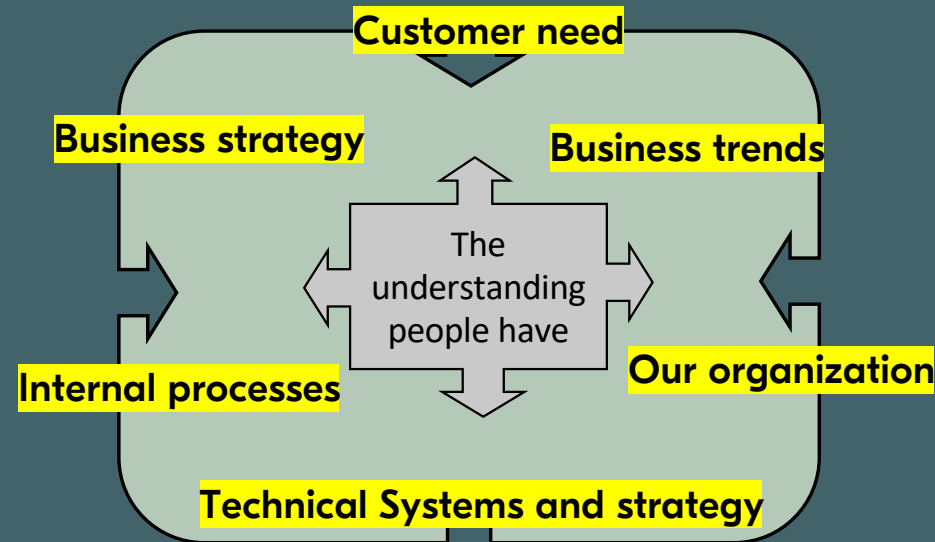 Customer need
Business strategy
Business trends
The
understanding
people have
Our organization
Internal processes
Technical Systems and strategy